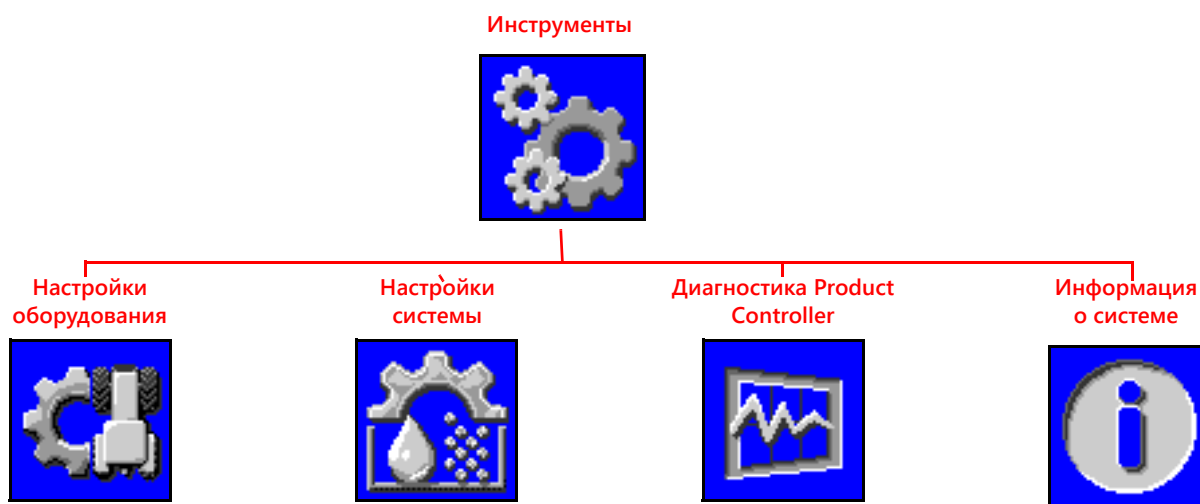 Инструменты
Настройки
оборудования
Настройки
системы
Диагностика Product
Controller
Информация
о системе